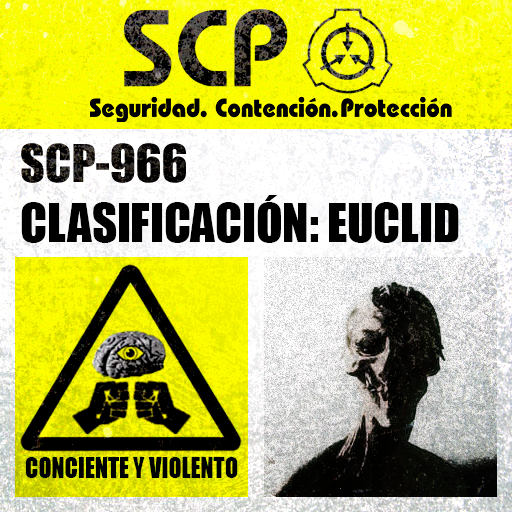 SCP
Seguridad. Contención.Protección
SCP-966
CLASIFICACIÓN: EUCLID
CONCIENTE Y VIOLENTO